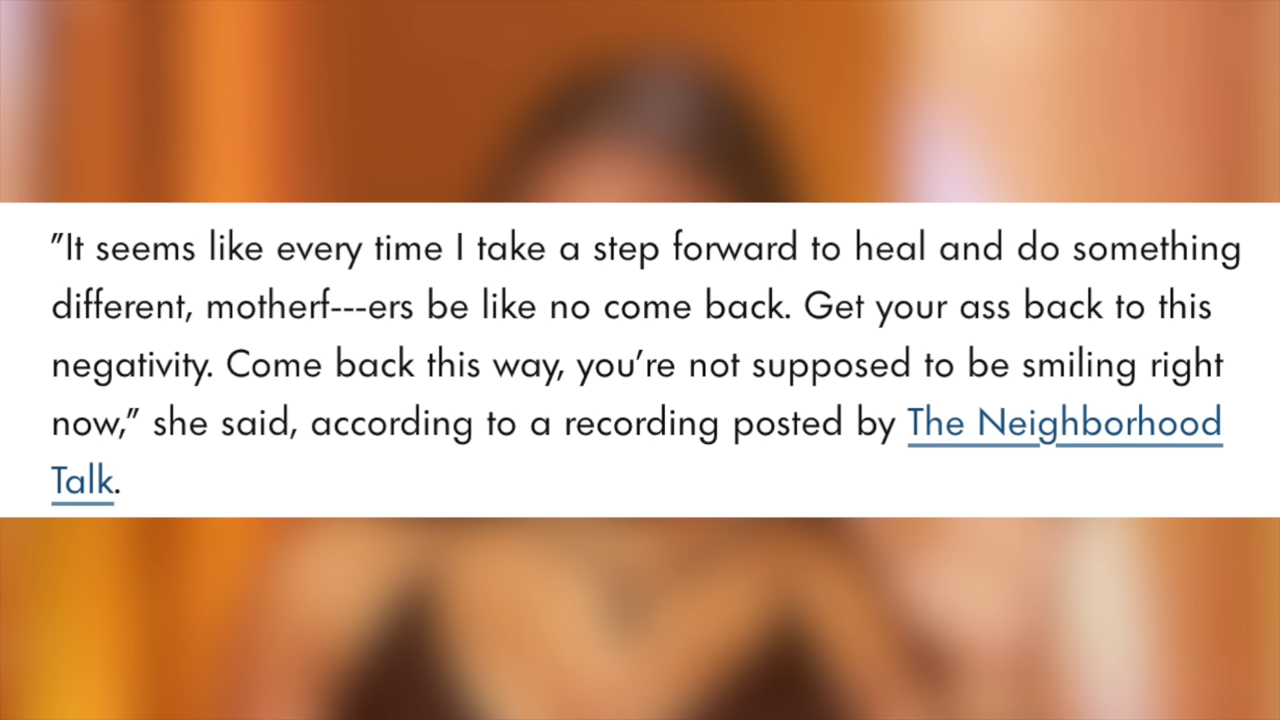 "It seems like every time I take a step forward to heal and do something
different, motherf---ers be like no come back. Get your ass back to this
negativity. Come back this way, you’re not supposed to be smiling right
now,” she said, according to a recording posted by The Neighborhood
Talk.